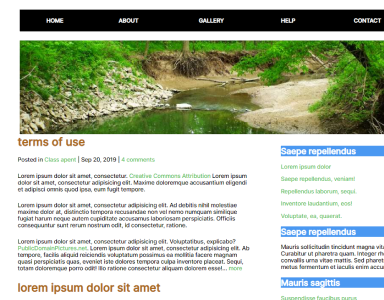 HOME ABOUT GALLERY HELP CONTACT
terms of use
Posted in Class apent | Sep 20, 2019 | 4 comments
Lorem ipsum dolor sit amet, consectetur. Creative Commons Attribution Lorem ipsum
dolor sit amet, consectetur adipisicing elit. Maxime doloremque accusantium eligendi
et adipisci omnis quod ipsa, eum fugit tempore.
Lorem ipsum dolor sit amet, consectetur adipisicing elit. Ad debitis nihil molestiae
maxime dolor at, distinctio tempora recusandae non vel nemo numquam similique
fugiat harum neque autem cupiditate accusamus laboriosam perspiciatis. Officiis
consequuntur sunt rerum nostrum odit, id consectetur, ratione.
Lorem ipsum dolor sit amet, consectetur adipisicing elit. Voluptatibus, explicabo?
PublicDomainPictures.net. Lorem ipsum dolor sit amet, consectetur adipisicing elit. Ab
tempore, facilis aliquid reiciendis voluptatum possimus ea mollitia facere magnam
quasi perspiciatis quas, eveniet iste dolores tempora culpa inventore placeat. Sequi,
totam doloremque porro odit! Illo ratione consectetur aliquam dolorem esse!... more
lorem ipsum dolor sit amet
Saepe repellendus
Lorem ipsum dolor
Saepe repellendus, veniam!
Repellendus laborum, sequi.
Inventore laudantium, eos!
Voluptate, ea, quaerat.
Saepe repellendus
Mauris sollicitudin tincidunt magna vita
Curabitur ut pharetra quam. Integer rh
convallis urna vitae mattis. Sed pharetr
metus fermentum et iaculis enim accum
Mauris sagittis
Suspendisse faucibus purus